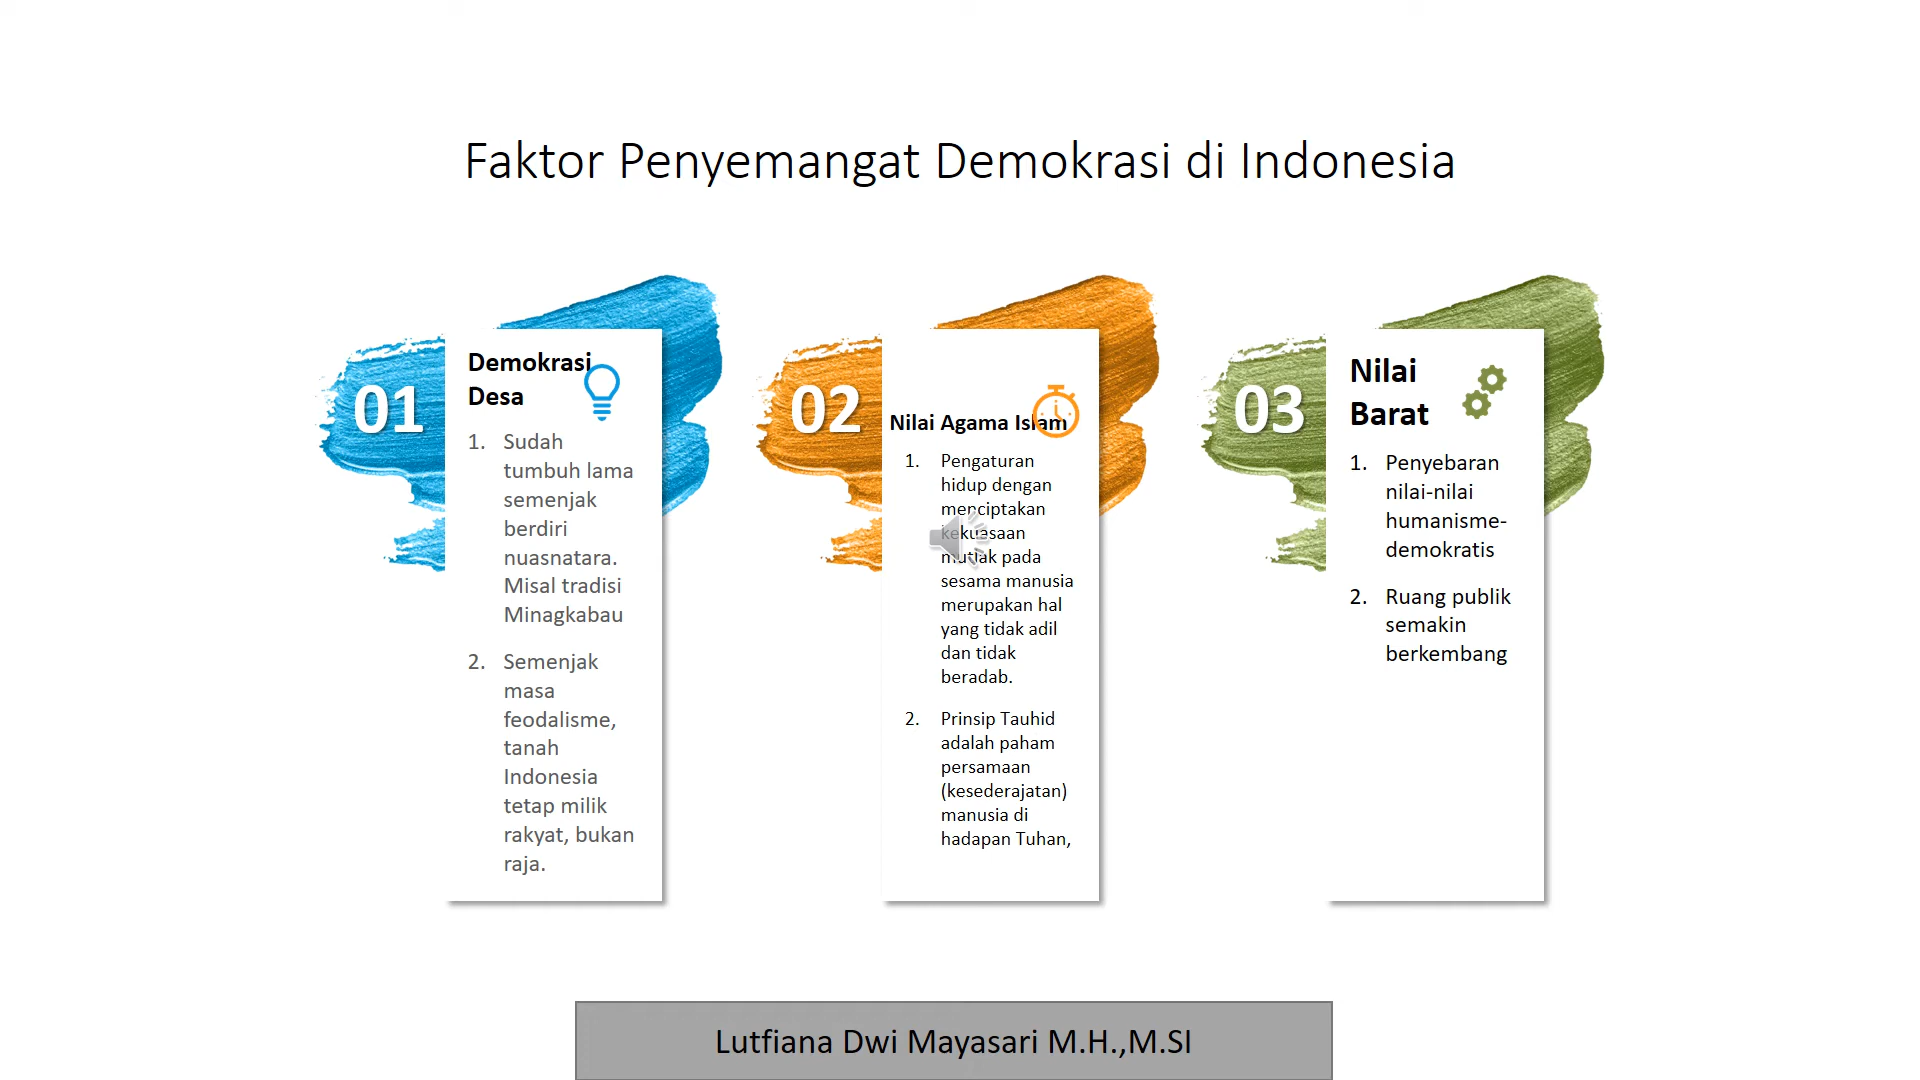 Faktor Penyemangat Demokrasi di Indonesia
01
Demokrasi
Desa
1. Sudah
tumbuh lama
semenjak
berdiri
nuasnatara.
Misal tradisi
Minagkabau
2. Semenjak
masa
feodalisme,
tanah
Indonesia
tetap milik
rakyat, bukan
raja.
02
Nilai Agama Islam
1. Pengaturan
hidup dengan
menciptakan
kekuasaan
mutlak pada
sesama manusia
merupakan hal
yang tidak adil
dan tidak
beradab.
2. Prinsip Tauhid
adalah paham
persamaan
(kesederajatan)
manusia di
hadapan Tuhan,
03
Nilai
Barat
1. Penyebaran
nilai-nilai
humanisme-
demokratis
2. Ruang publik
semakin
berkembang
Lutfiana Dwi Mayasari M.H.,M.SI